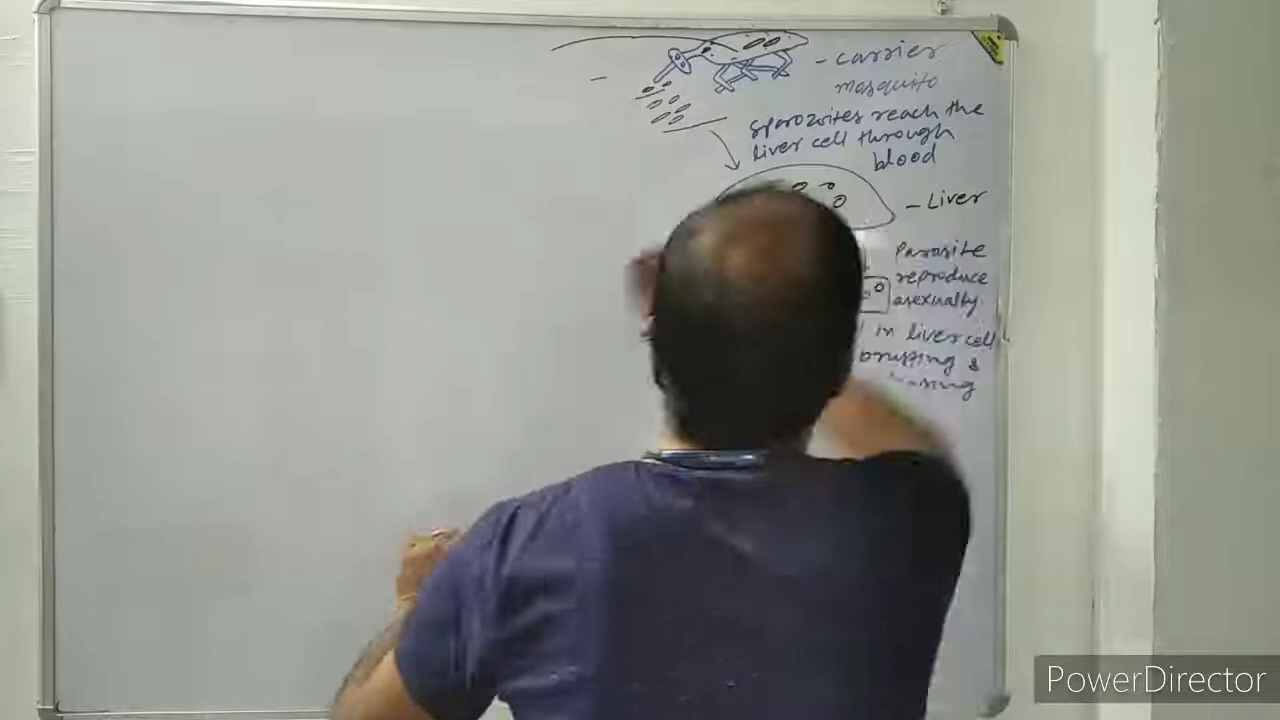 - carrier
mosquito
sporozoites reach the
liver cell through
blood
- Liver
Parasite
reproduce
asexually
in liver cell
&
PowerDirector